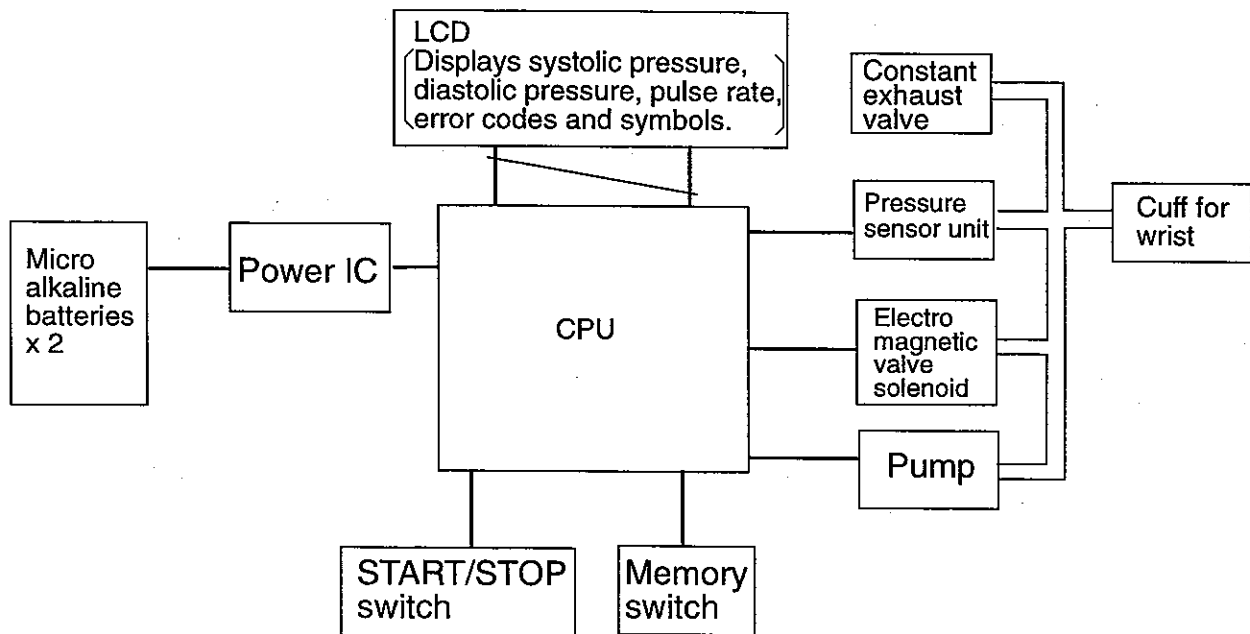 LCD
(Displays systolic pressure,
diastolic pressure, pulse rate,
error codes and symbols.)
Constant
exhaust
valve
Pressure
sensor unit
Cuff for
wrist
Micro
alkaline
batteries
x 2
Power IC
CPU
Electro
magnetic
valve
solenoid
Pump
START/STOP
switch
Memory
switch